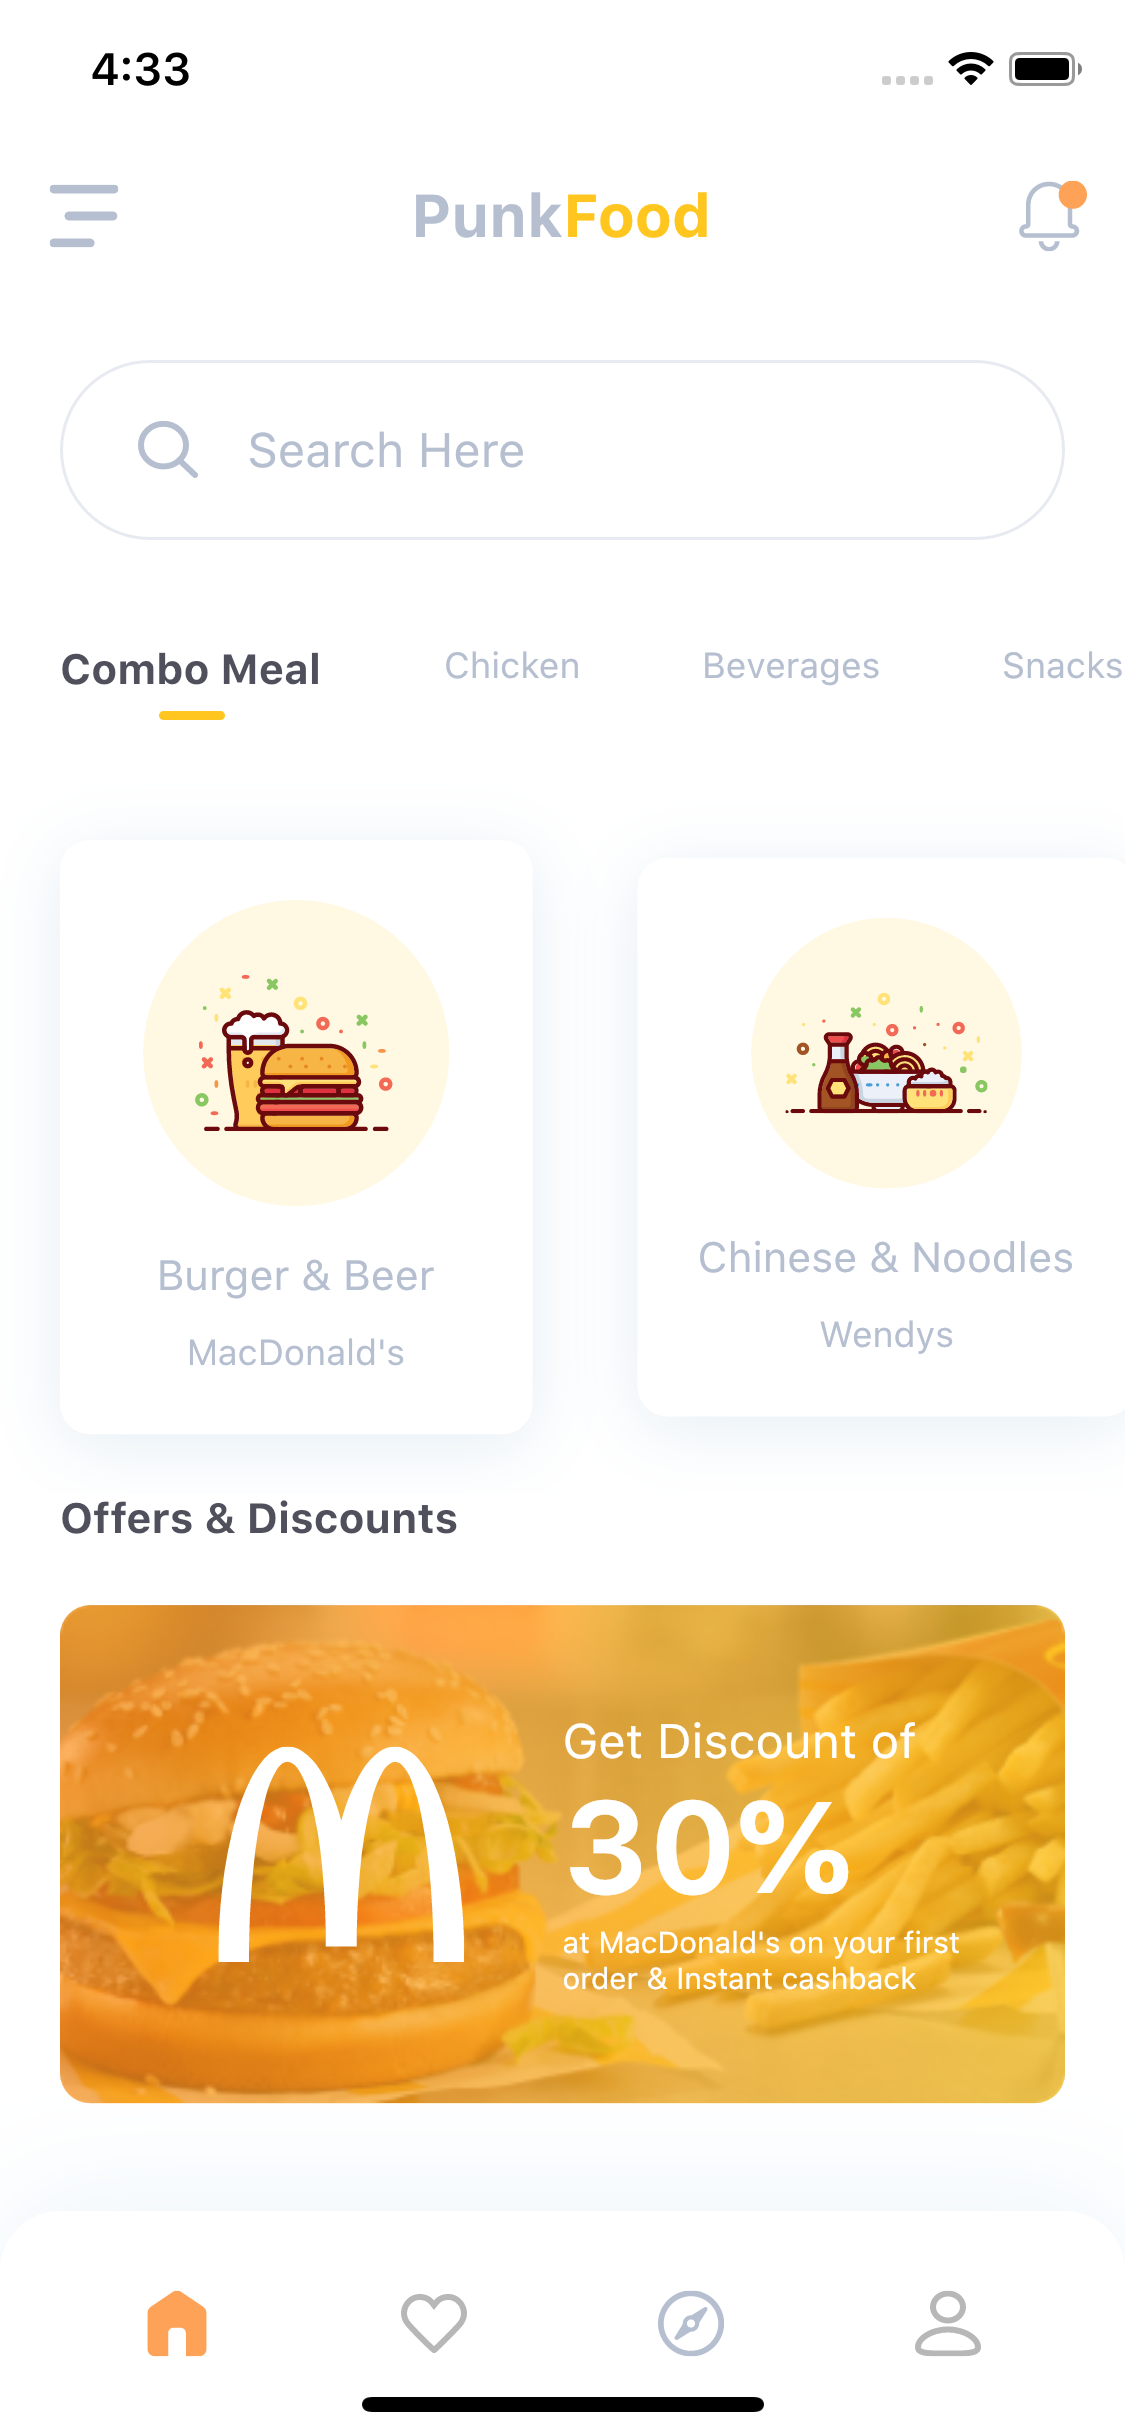 4:33
PunkFood
Search Here
Combo Meal
Chicken
Beverages
Snacks
Burger & Beer
MacDonald's
Chinese & Noodles
Wendys
Offers & Discounts
Get Discount of
30%
at MacDonald's on your first
order & Instant cashback